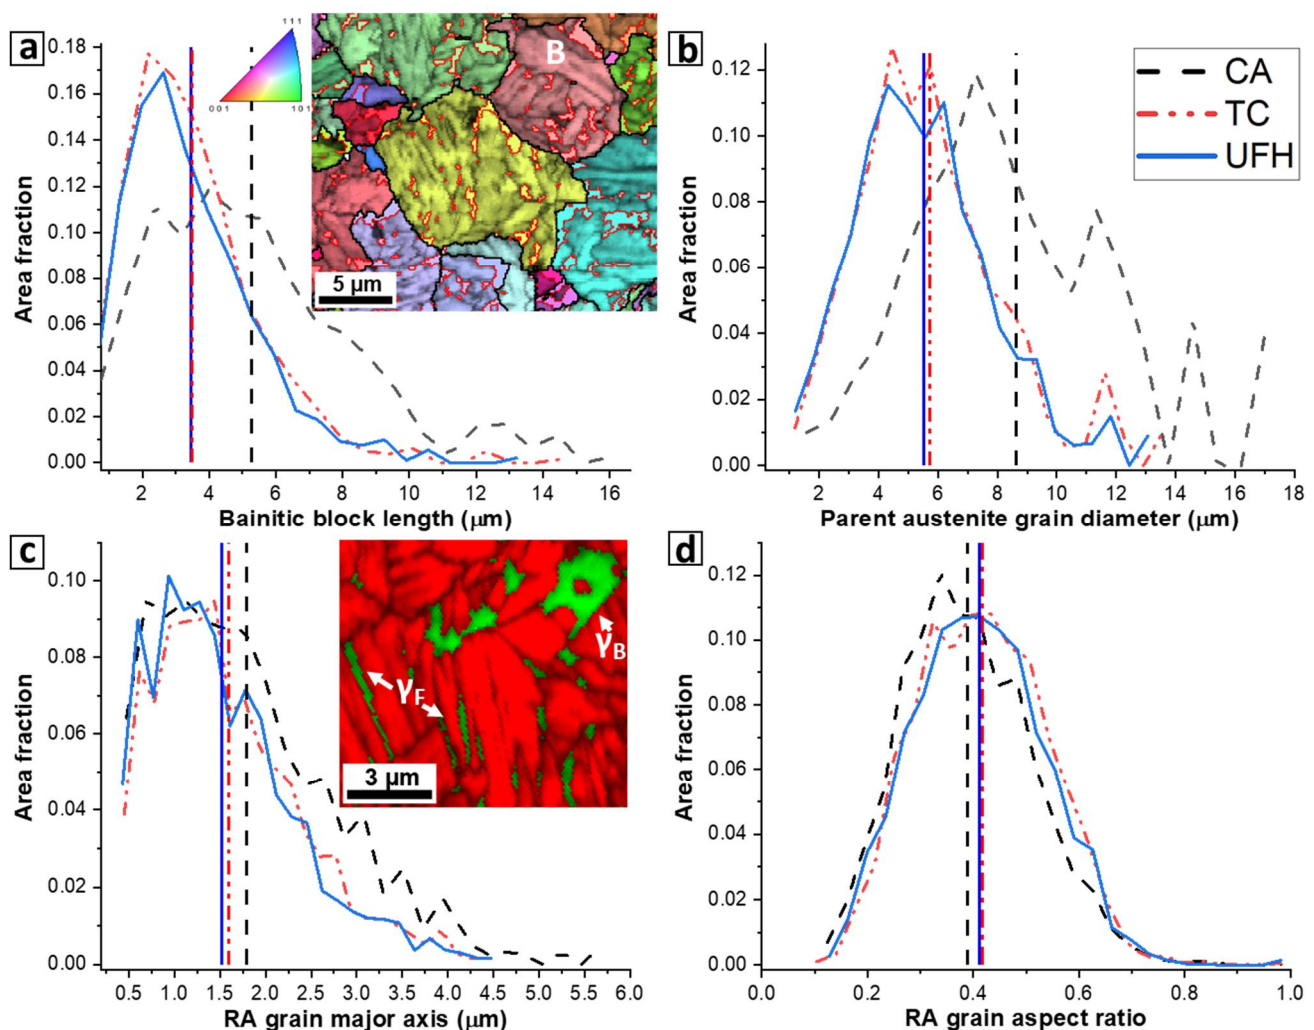 a
0.18
0.16
0.14
0.12
0.10
0.08
0.06
0.04
0.02
0.00
Area fraction
2 4 6 8 10 12 14 16
Bainitic block length (μm)
111
001 101
B
5 μm
b
0.12
0.10
0.08
0.06
0.04
0.02
0.00
Area fraction
2 4 6 8 10 12 14 16 18
Parent austenite grain diameter (μm)
CA
TC
UFH
c
0.10
0.08
0.06
0.04
0.02
0.00
Area fraction
0.5 1.0 1.5 2.0 2.5 3.0 3.5 4.0 4.5 5.0 5.5 6.0
RA grain major axis (μm)
γB
γF
3 μm
d
0.12
0.10
0.08
0.06
0.04
0.02
0.00
Area fraction
0.0 0.2 0.4 0.6 0.8 1.0
RA grain aspect ratio